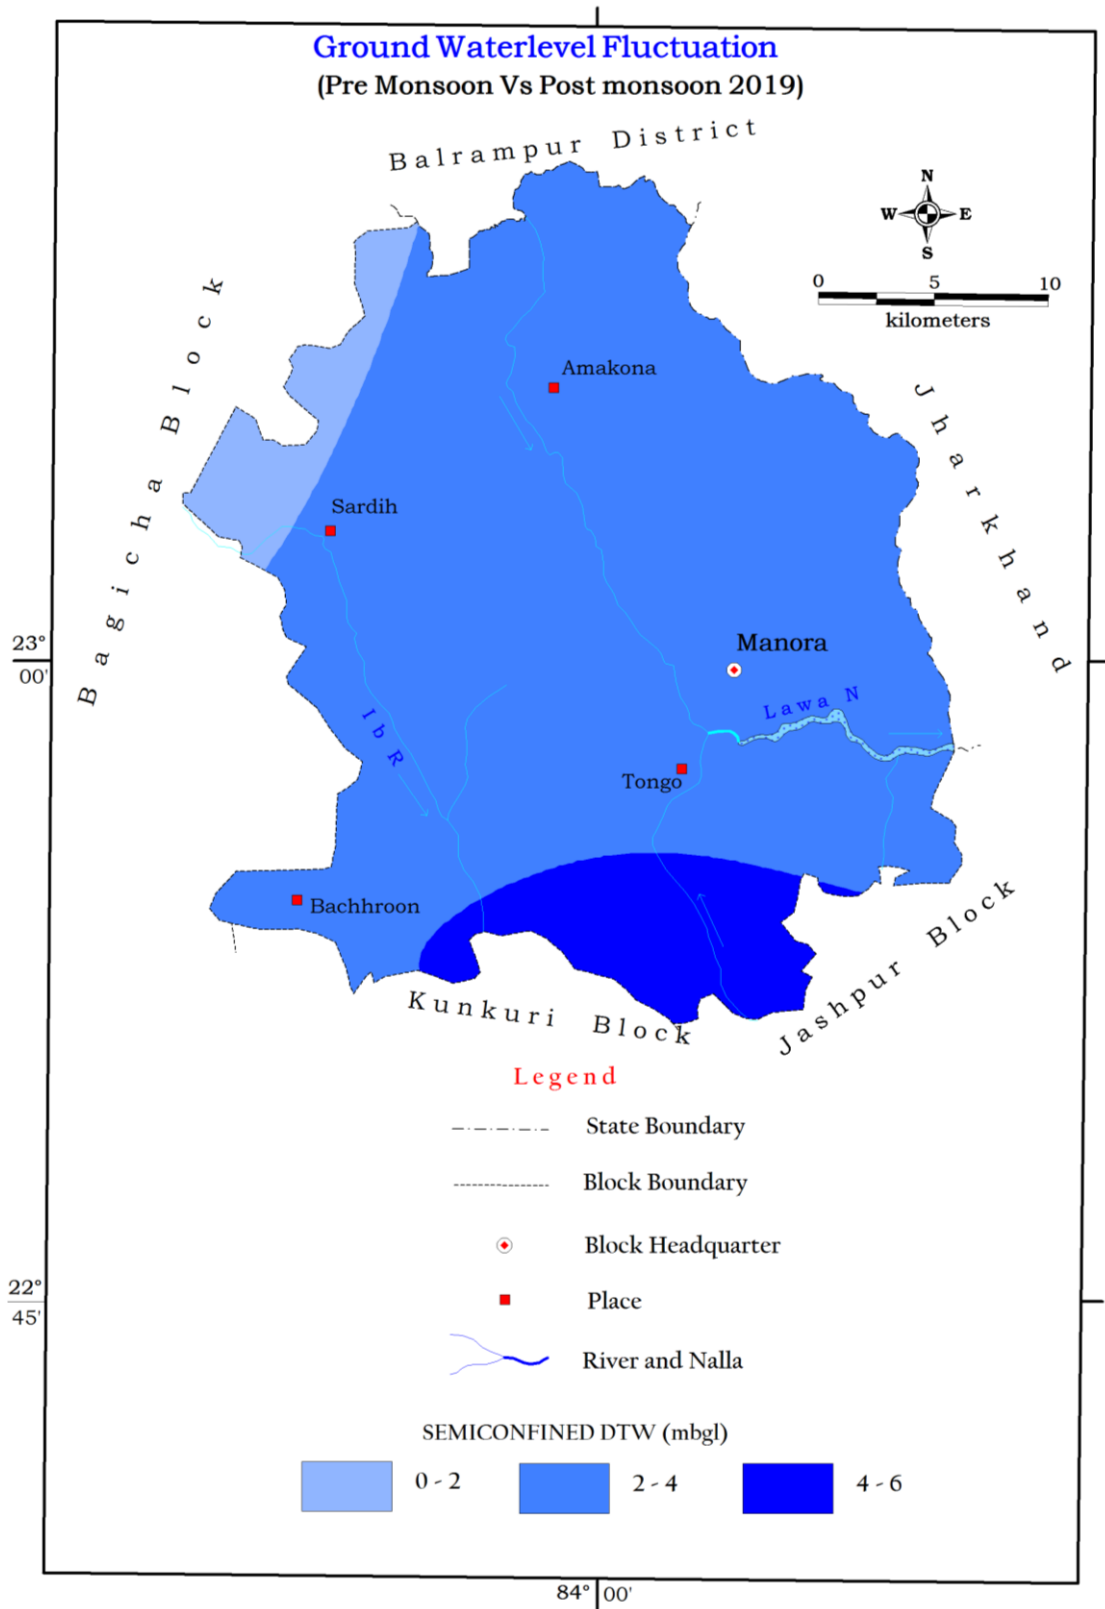 Ground Waterlevel Fluctuation
(Pre Monsoon Vs Post monsoon 2019)
Balrampur District
N
W E
S
0 5 10
kilometers
Bagicha Block
Jharkhand
Amakona
Sardih
23°
00'
Manora
Lawa N
Ib R
Tongo
Bachhroon
Kunkuri Block
Jashpur Block
Legend
State Boundary
Block Boundary
Block Headquarter
Place
River and Nalla
22°
45'
SEMICONFINED DTW (mbgl)
0 - 2 2 - 4 4 - 6
84° 00'